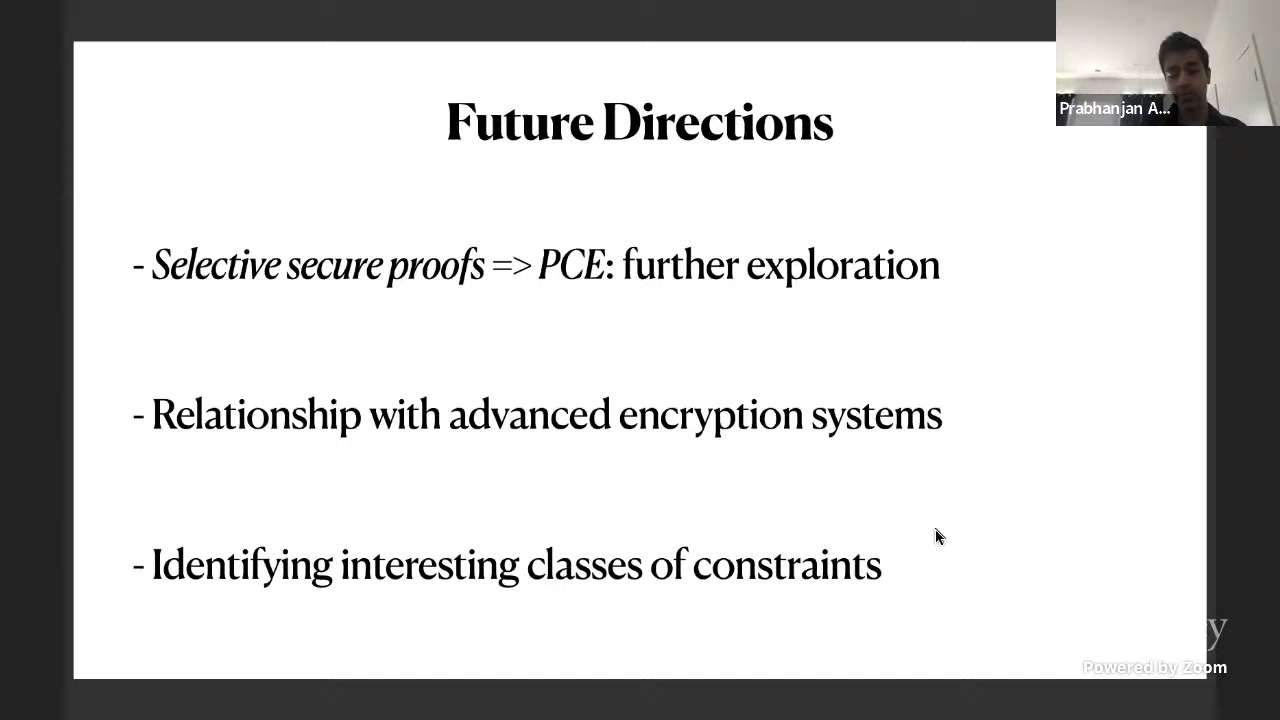 Prabhanjan A...
Future Directions
- Selective secure proofs => PCE: further exploration
- Relationship with advanced encryption systems
- Identifying interesting classes of constraints
Powered by Zoom